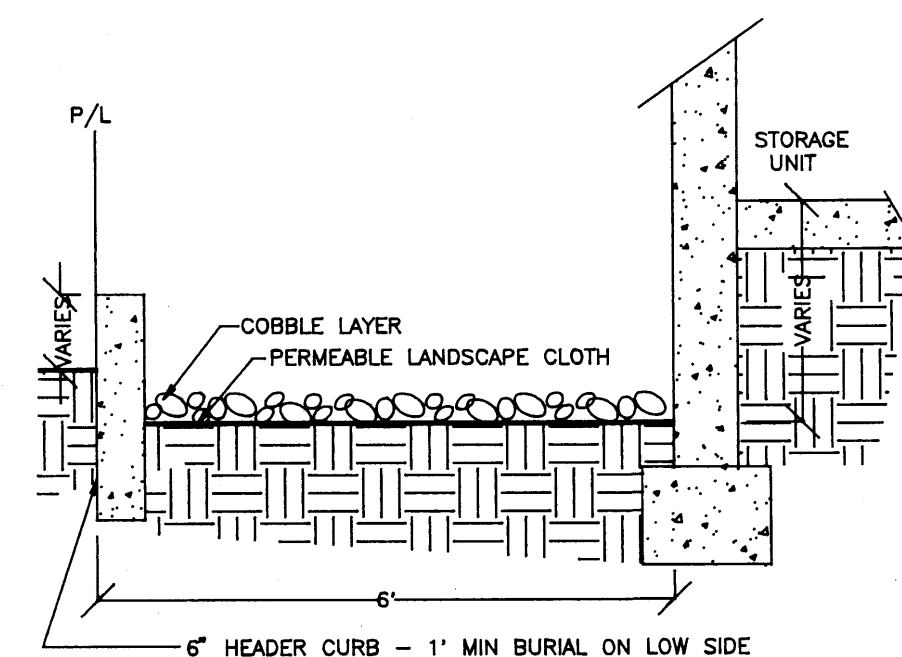 P/L
STORAGE
UNIT
VARIES
COBBLE LAYER
PERMEABLE LANDSCAPE CLOTH
VARIES
6'
6" HEADER CURB - 1' MIN BURIAL ON LOW SIDE